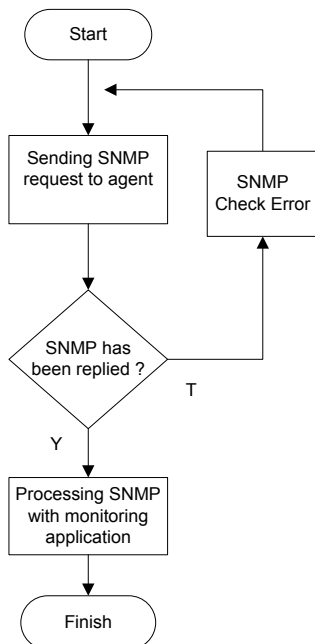 Start
Sending SNMP
request to agent
SNMP
Check Error
SNMP has
been replied ?
T
Y
Processing SNMP
with monitoring
application
Finish